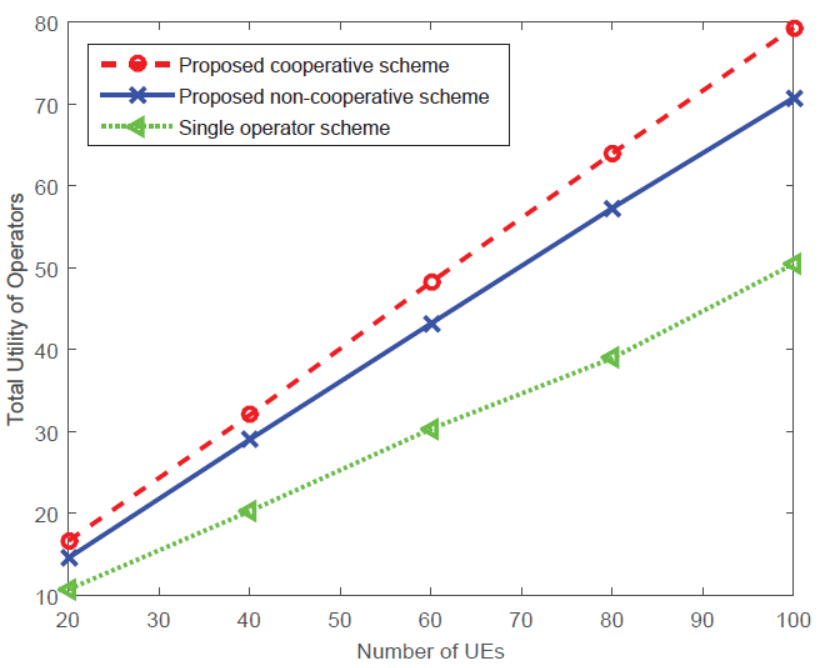 80
70
60
50
40
30
20
10
Total Utility of Operators
Proposed cooperative scheme
Proposed non-cooperative scheme
Single operator scheme
20 30 40 50 60 70 80 90 100
Number of UEs